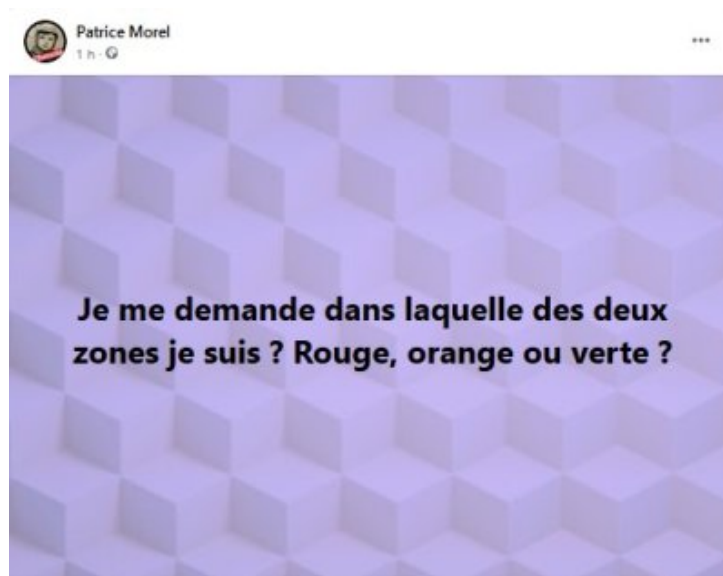 Patrice Morel
1 h ·
Je me demande dans laquelle des deux
zones je suis ? Rouge, orange ou verte ?